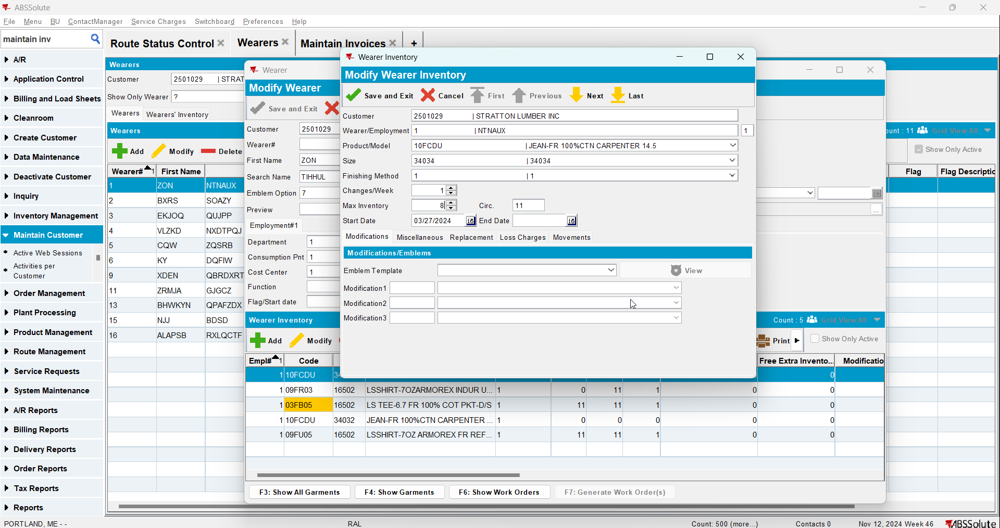 ABSSolute
File Menu BU ContactManager Service Charges Switchboard Preferences Help
maintain inv
Route Status Control
Wearers
Maintain Invoices
+
A/R
Application Control
Billing and Load Sheets
Cleanroom
Create Customer
Data Maintenance
Deactivate Customer
Inquiry
Inventory Management
Maintain Customer
Active Web Sessions
Activities per
Customer
Order Management
Plant Processing
Product Management
Route Management
Service Requests
System Maintenance
A/R Reports
Billing Reports
Delivery Reports
Order Reports
Tax Reports
Reports
Wearers
Customer 2501029 | STRAT
Show Only Wearer ?
Wearers Wearers' Inventory
Wearers
Add Modify Delete
Wearer# 1 First Name
1 ZON NTNAUX
2 BXRS SOAZY
3 EKJOQ QUJPP
4 VLZKD NXDTPQJ
5 CQW ZQSRB
6 KY DQFIW
9 XDEN QBRDXRT
11 ZRMJA GJGCZ
13 BHWKYN QPAFZDX
15 NJJ BDSD
16 ALAPSB RXLQCTF
ount : 11 Grid View All
Show Only Active
Flag Flag Descriptio
Wearer
Modify Wearer
Save and Exit
Customer 2501029
Wearer#
First Name ZON
Search Name TIHHUL
Emblem Option 7
Preview
Employment#1
Department 1
Consumption Pnt 1
Cost Center 1
Function
Flag/Start date
16
...
Wearer Inventory
Count : 5 Grid View All
Add Modify
Print
Show Only Active
Empl# 1 Code Free Extra Invento... Modificatio
1 10FCDU 34 0
1 09FR03 16502 LSSHIRT-7OZARMOREX INDUR U... 1 0 11 1 0 0
1 03FB05 16502 LS TEE-6.7 FR 100% COT PKT-D/S 1 11 11 1 0 0
1 10FCDU 34032 JEAN-FR 100%CTN CARPENTER ... 1 0 0 0 0 0
1 09FU05 16502 LSSHIRT-7OZ ARMOREX FR REF... 1 11 11 1 0 0
F3: Show All Garments F4: Show Garments F6: Show Work Orders F7: Generate Work Order(s)
Wearer Inventory
Modify Wearer Inventory
Save and Exit Cancel First Previous Next Last
Customer 2501029 | STRATTON LUMBER INC
Wearer/Employment 1 | NTNAUX 1
Product/Model 10FCDU | JEAN-FR 100%CTN CARPENTER 14.5
Size 34034 | 34034
Finishing Method 1 | 1
Changes/Week 1
Max Inventory 8 Circ. 11
Start Date 03/27/2024 16 End Date 16
Modifications Miscellaneous Replacement Loss Charges Movements
Modifications/Emblems
Emblem Template View
Modification1
Modification2
Modification3
PORTLAND, ME - - RAL Count: 500 (more...) Contacts 0 Nov 12, 2024 Week 46 ABSSolute